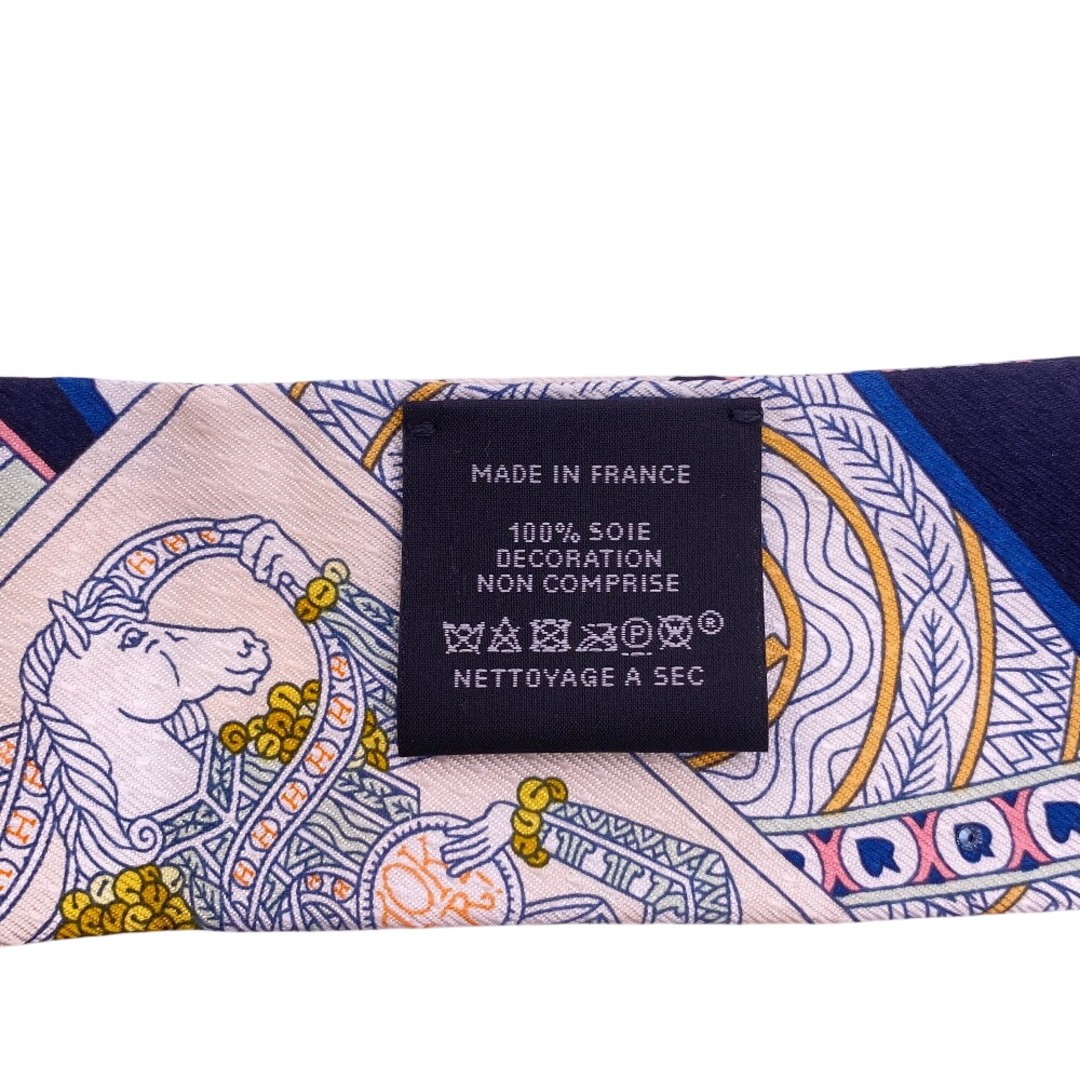 MADE IN FRANCE
100% SOIE
DECORATION
NON COMPRISE
P ®
NETTOYAGE A SEC